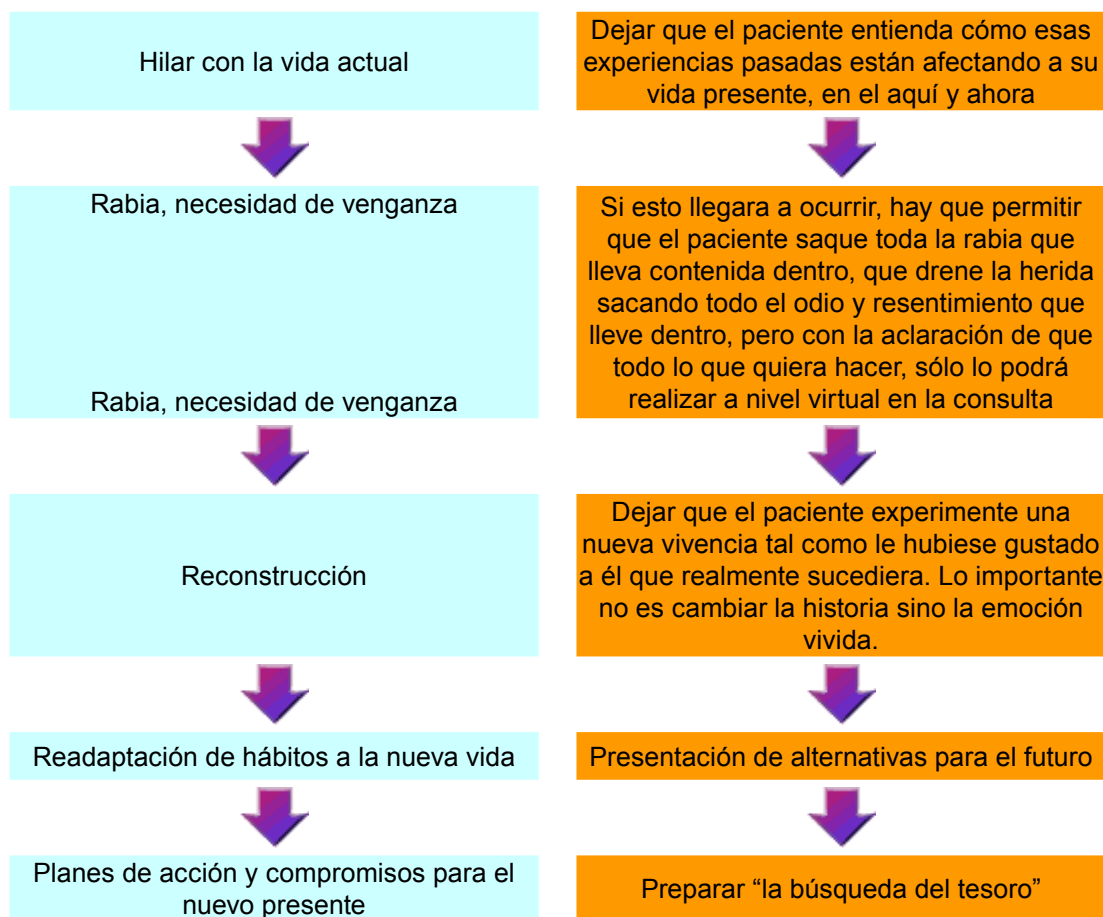 Hilar con la vida actual
Dejar que el paciente entienda cómo esas
experiencias pasadas están afectando a su
vida presente, en el aquí y ahora
Rabia, necesidad de venganza
Rabia, necesidad de venganza
Si esto llegara a ocurrir, hay que permitir
que el paciente saque toda la rabia que
lleva contenida dentro, que drene la herida
sacando todo el odio y resentimiento que
lleve dentro, pero con la aclaración de que
todo lo que quiera hacer, sólo lo podrá
realizar a nivel virtual en la consulta
Reconstrucción
Dejar que el paciente experimente una
nueva vivencia tal como le hubiese gustado
a él que realmente sucediera. Lo importante
no es cambiar la historia sino la emoción
vivida.
Readaptación de hábitos a la nueva vida
Presentación de alternativas para el futuro
Planes de acción y compromisos para el
nuevo presente
Preparar “la búsqueda del tesoro”